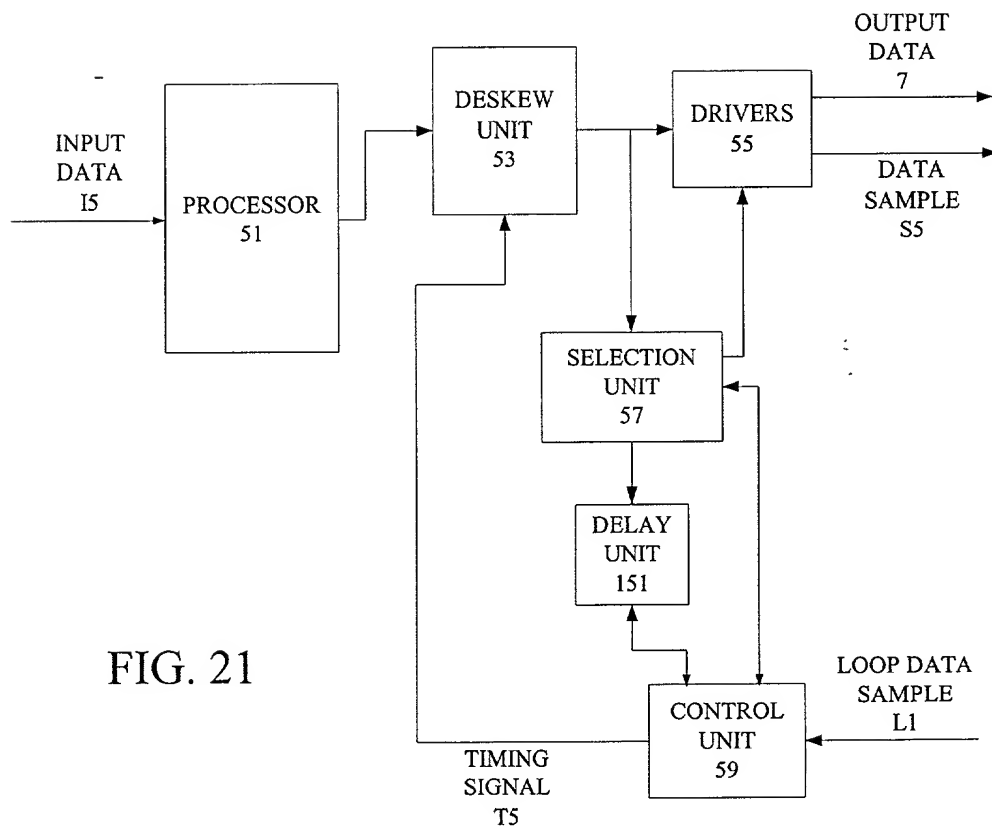 OUTPUT
DATA
7
DESKEW
UNIT
53
DRIVERS
55
INPUT
DATA
I5
PROCESSOR
51
DATA
SAMPLE
S5
SELECTION
UNIT
57
DELAY
UNIT
151
FIG. 21
LOOP DATA
SAMPLE
L1
CONTROL
UNIT
59
TIMING
SIGNAL
T5